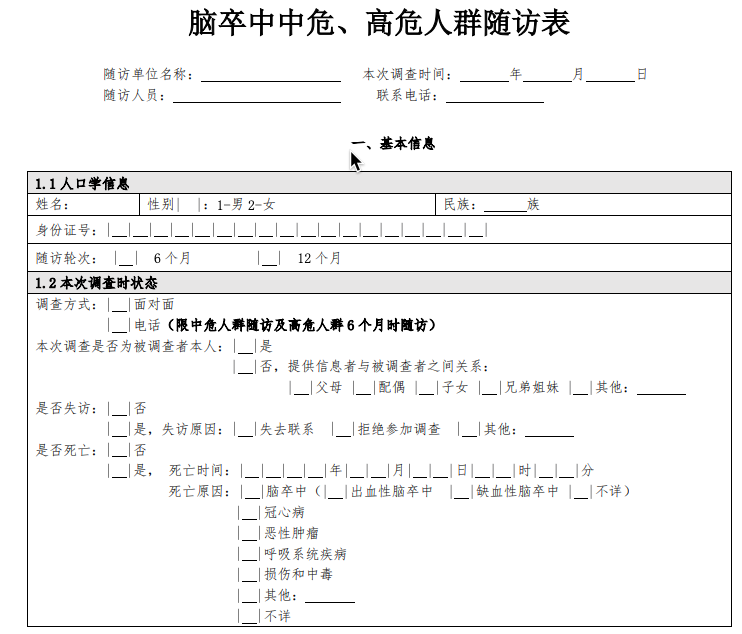 脑卒中中危、高危人群随访表
随访单位名称：____________________ 本次调查时间：_______年_______月_______日
随访人员：________________________ 联系电话：______________
一、基本信息
1.1 人口学信息
姓名： 性别| |：1-男 2-女 民族：______族
身份证号：|__|__|__|__|__|__|__|__|__|__|__|__|__|__|__|__|__|__|
随访轮次： |__| 6 个月 |__| 12 个月
1.2 本次调查时状态
调查方式：|__|面对面
|__|电话（限中危人群随访及高危人群 6 个月时随访）
本次调查是否为被调查者本人：|__|是
|__|否，提供信息者与被调查者之间关系：
|__|父母 |__|配偶 |__|子女 |__|兄弟姐妹 |__|其他：_______
是否失访：|__|否
|__|是，失访原因：|__|失去联系 |__|拒绝参加调查 |__|其他：_______
是否死亡：|__|否
|__|是， 死亡时间：|__|__|__|__|年|__|__|月|__|__|日|__|__|时|__|__|分
死亡原因：|__|脑卒中（|__|出血性脑卒中 |__|缺血性脑卒中 |__|不详）
|__|冠心病
|__|恶性肿瘤
|__|呼吸系统疾病
|__|损伤和中毒
|__|其他：_______
|__|不详